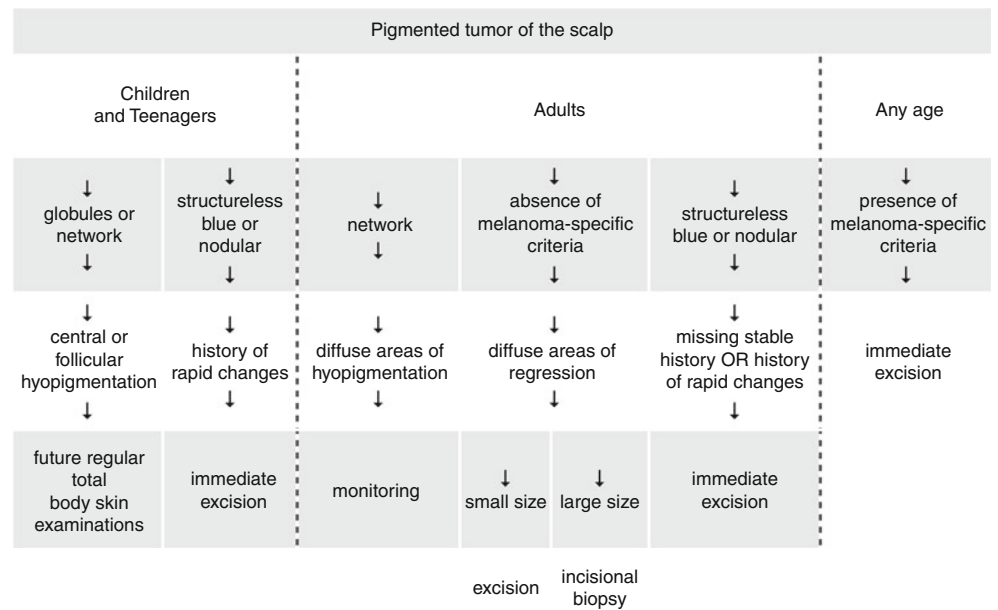 Pigmented tumor of the scalp
Children
and Teenagers
Adults
Any age
↓
globules or
network
↓
↓
structureless
blue or
nodular
↓
↓
network
↓
↓
absence of
melanoma-specific
criteria
↓
↓
structureless
blue or nodular
↓
↓
presence of
melanoma-specific
criteria
↓
↓
central or
follicular
hyopigmentation
↓
↓
history of
rapid changes
↓
↓
diffuse areas of
hyopigmentation
↓
↓
diffuse areas of
regression
↓
↓
missing stable
history OR history
of rapid changes
↓
immediate
excision
future regular
total
body skin
examinations
immediate
excision
monitoring
↓
small size
↓
large size
immediate
excision
excision
incisional
biopsy